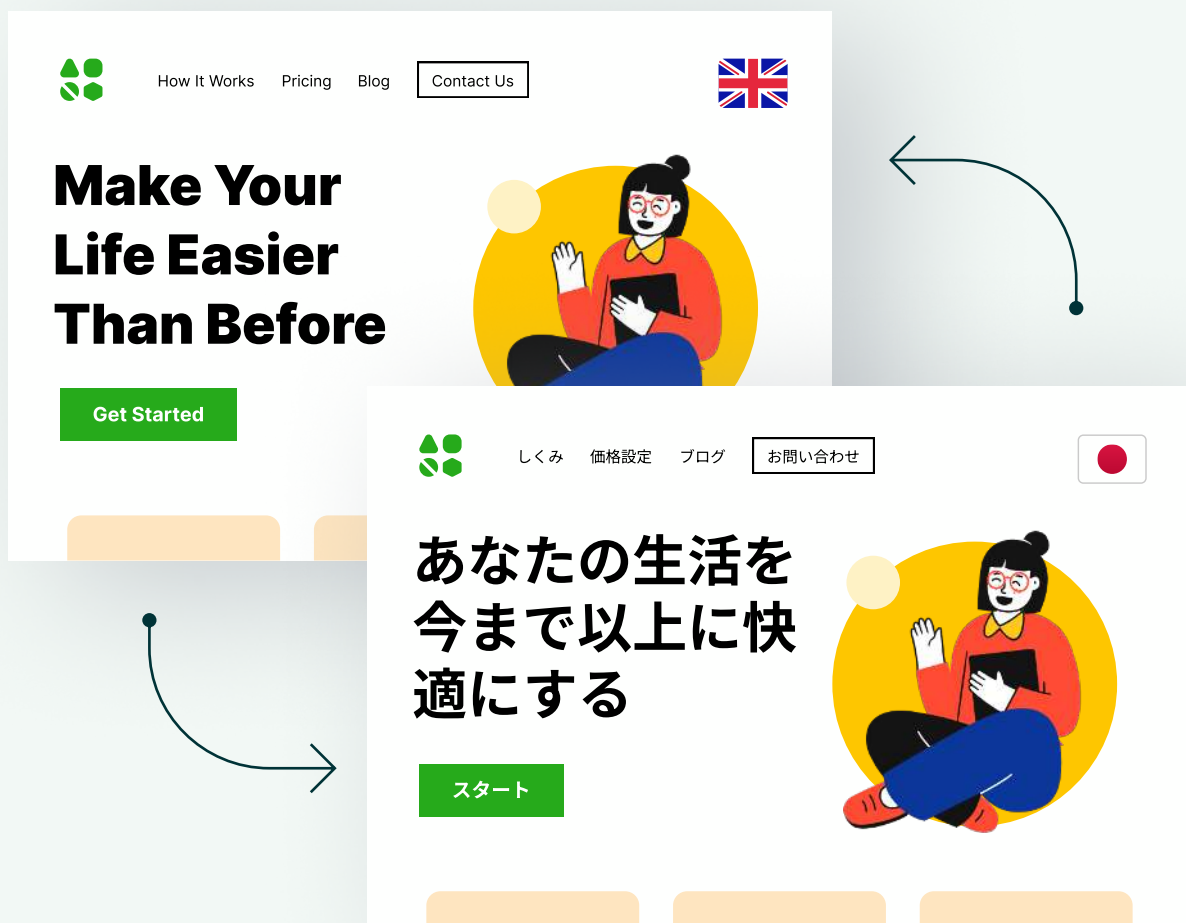 How It Works Pricing Blog Contact Us
Make Your
Life Easier
Than Before
Get Started
しくみ 価格設定 ブログ お問い合わせ
あなたの生活を
今まで以上に快
適にする
スタート